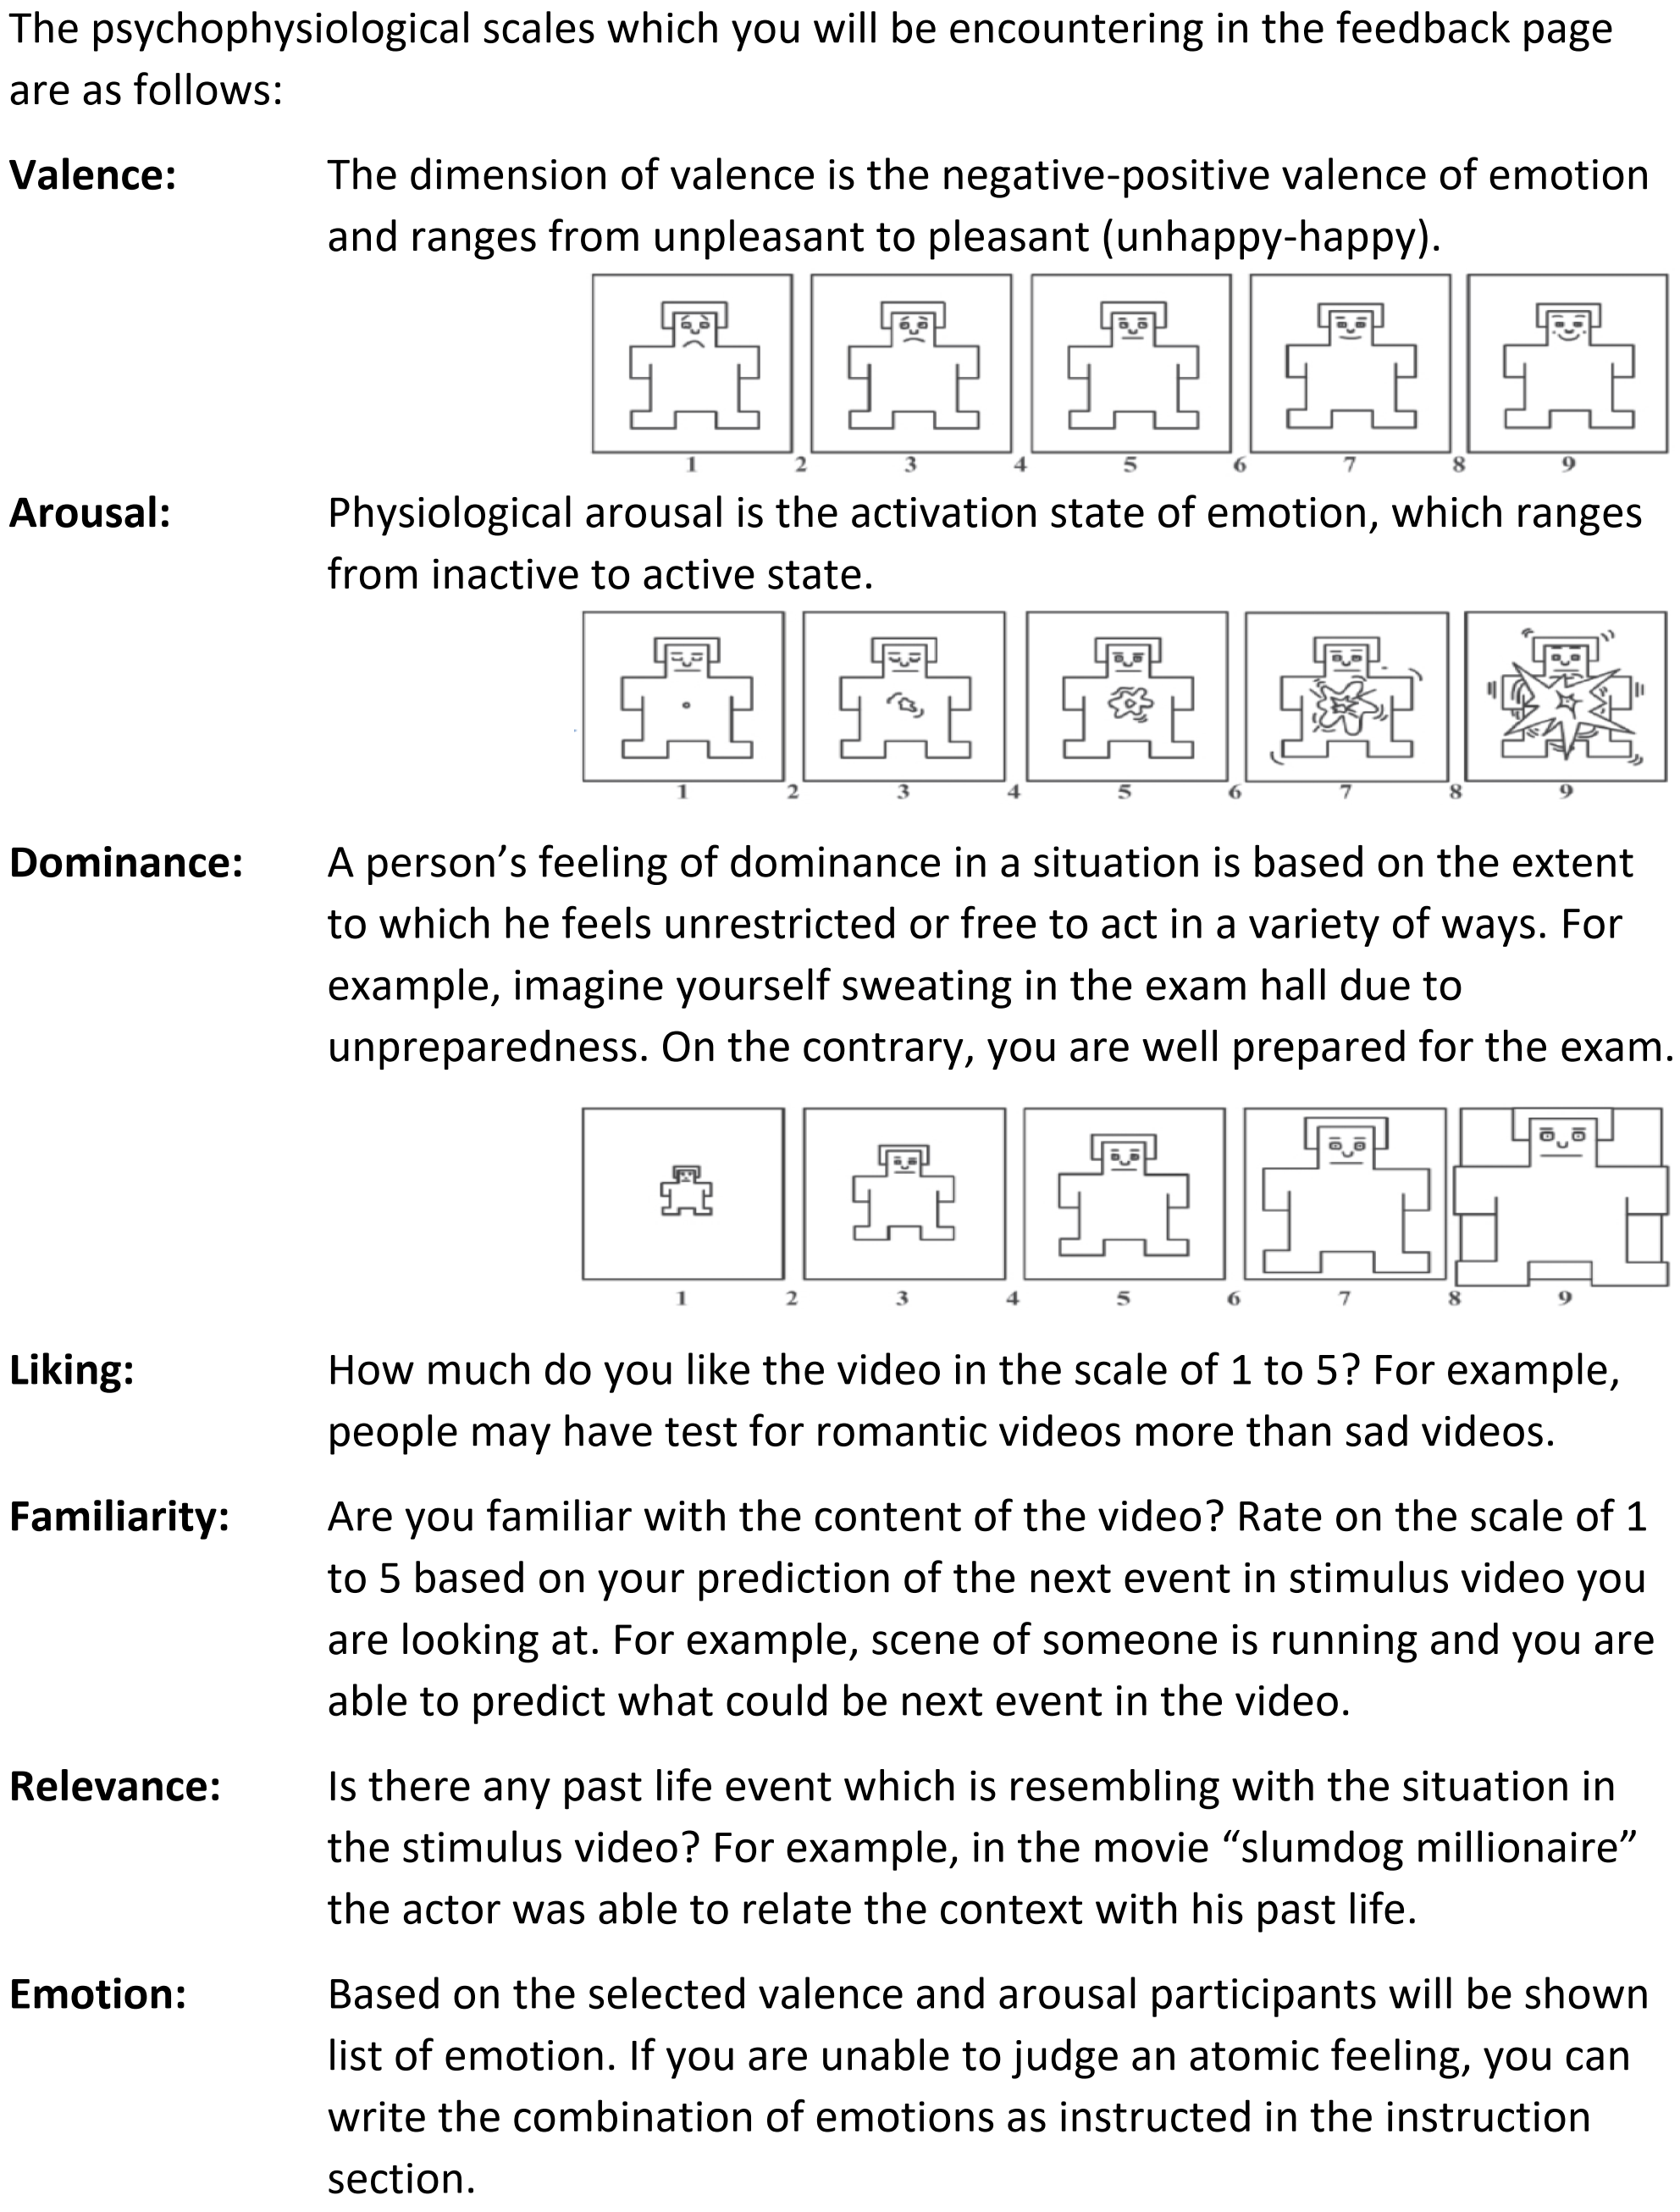 The psychophysiological scales which you will be encountering in the feedback page
are as follows:
Valence: The dimension of valence is the negative-positive valence of emotion
and ranges from unpleasant to pleasant (unhappy-happy).
1 2 3 4 5 6 7 8 9
Arousal: Physiological arousal is the activation state of emotion, which ranges
from inactive to active state.
1 2 3 4 5 6 7 8 9
Dominance: A person’s feeling of dominance in a situation is based on the extent
to which he feels unrestricted or free to act in a variety of ways. For
example, imagine yourself sweating in the exam hall due to
unpreparedness. On the contrary, you are well prepared for the exam.
1 2 3 4 5 6 7 8 9
Liking: How much do you like the video in the scale of 1 to 5? For example,
people may have test for romantic videos more than sad videos.
Familiarity: Are you familiar with the content of the video? Rate on the scale of 1
to 5 based on your prediction of the next event in stimulus video you
are looking at. For example, scene of someone is running and you are
able to predict what could be next event in the video.
Relevance: Is there any past life event which is resembling with the situation in
the stimulus video? For example, in the movie “slumdog millionaire”
the actor was able to relate the context with his past life.
Emotion: Based on the selected valence and arousal participants will be shown
list of emotion. If you are unable to judge an atomic feeling, you can
write the combination of emotions as instructed in the instruction
section.